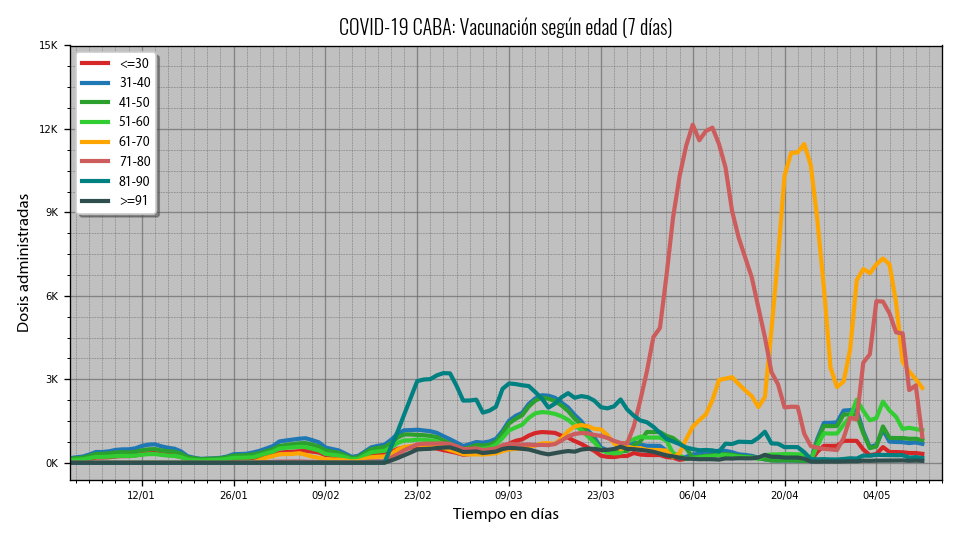 COVID-19 CABA: Vacunación según edad (7 días)
15K
12K
9K
6K
3K
0K
Dosis administradas
<=30
31-40
41-50
51-60
61-70
71-80
81-90
>=91
12/01
26/01
09/02
23/02
09/03
23/03
06/04
20/04
04/05
Tiempo en días